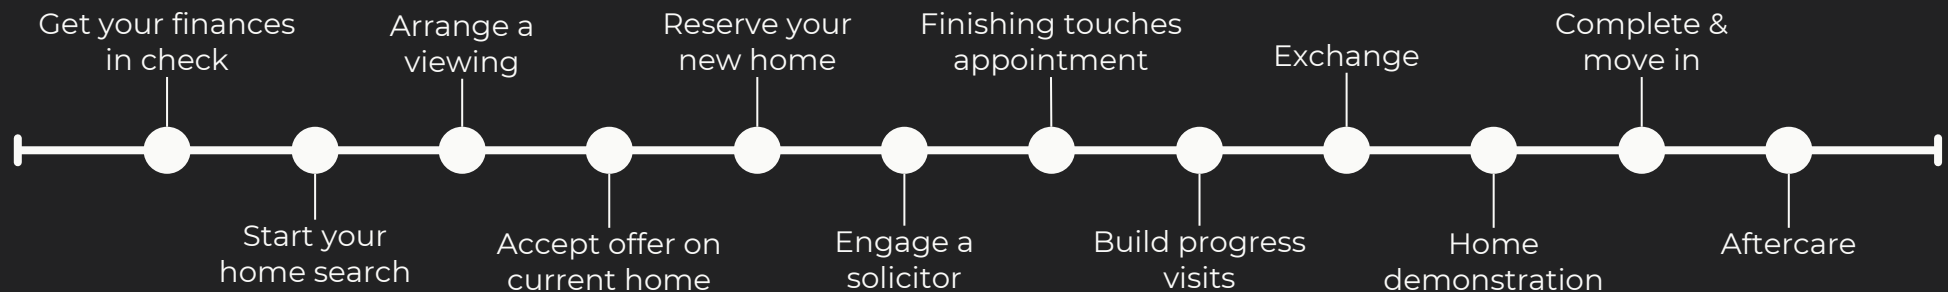 Get your finances
in check
Start your
home search
Arrange a
viewing
Accept offer on
current home
Reserve your
new home
Engage a
solicitor
Finishing touches
appointment
Build progress
visits
Exchange
Home
demonstration
Complete &
move in
Aftercare